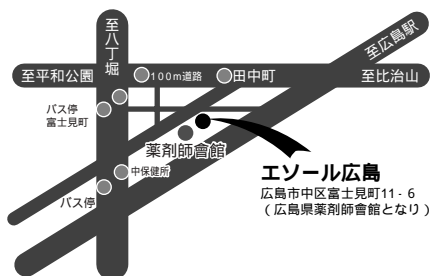 至八丁堀
至広島駅
至平和公園
100m道路
田中町
至比治山
バス停
富士見町
薬剤師會館
中保健所
バス停
エソール広島
広島市中区富士見町11-6
(広島県薬剤師會館となり)